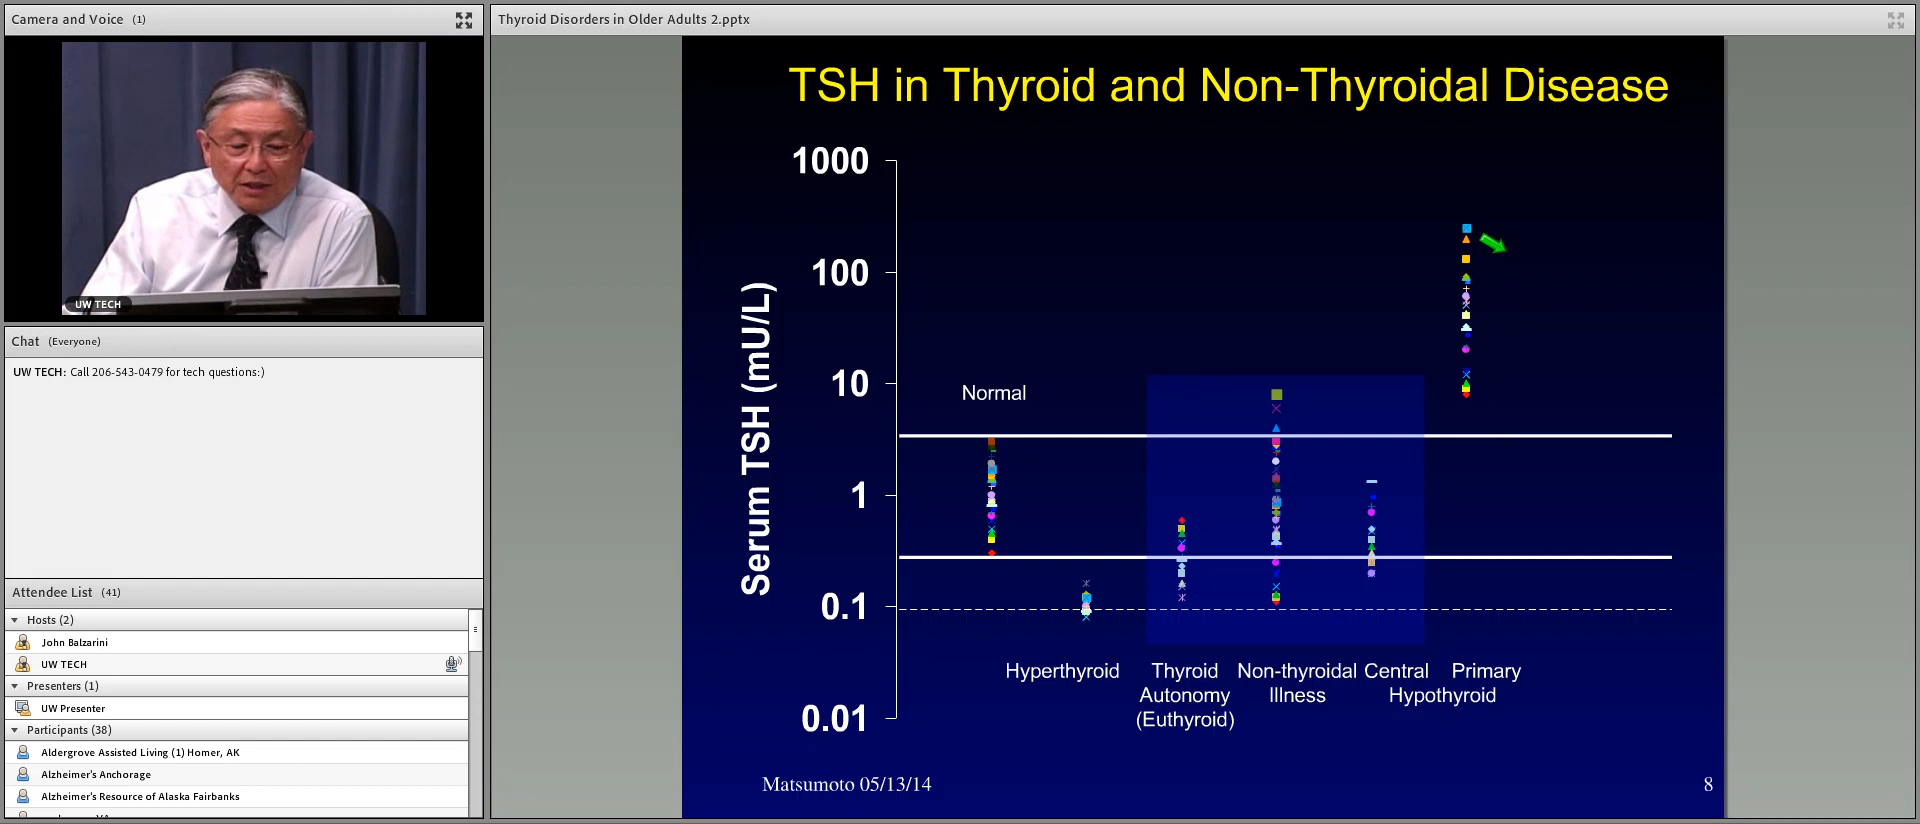 Camera and Voice (1)
UW TECH
Chat (Everyone)
UW TECH: Call 206-543-0479 for tech questions:)
Attendee List (41)
Hosts (2)
John Balzarini
UW TECH
Presenters (1)
UW Presenter
Participants (38)
Aldergrove Assisted Living (1) Homer, AK
Alzheimer's Anchorage
Alzheimer's Resource of Alaska Fairbanks
Thyroid Disorders in Older Adults 2.pptx
TSH in Thyroid and Non-Thyroidal Disease
Serum TSH (mU/L)
1000
100
10
1
0.1
0.01
Normal
Hyperthyroid
Thyroid
Autonomy
(Euthyroid)
Non-thyroidal
Illness
Central Primary
Hypothyroid
Matsumoto 05/13/14
8